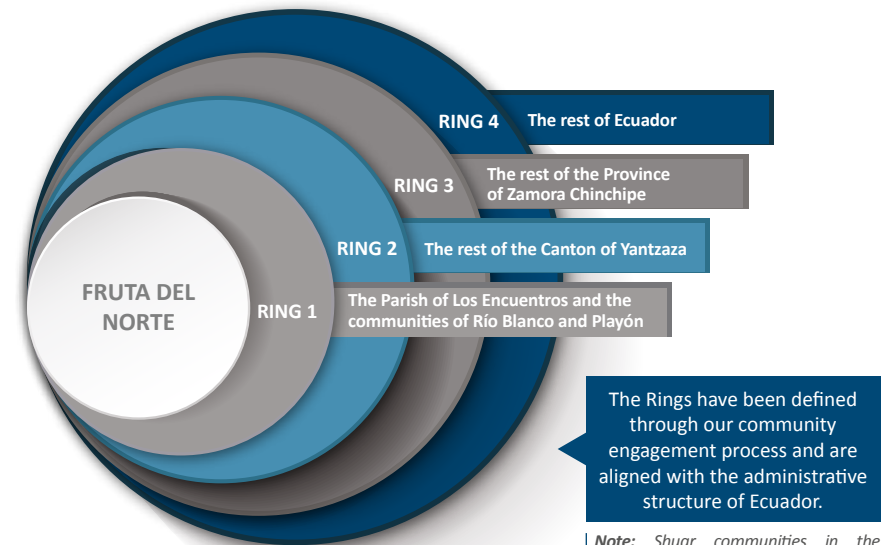 RING 4
The rest of Ecuador
RING 3
The rest of the Province
of Zamora Chinchipe
RING 2
The rest of the Canton of Yantzaza
FRUTA DEL
NORTE
RING 1
The Parish of Los Encuentros and the
communities of Río Blanco and Playón
The Rings have been defined
through our community
engagement process and are
aligned with the administrative
structure of Ecuador.
Note: Shuar communities in the